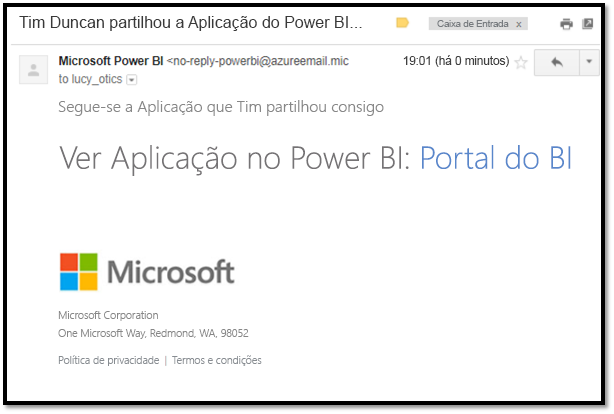 Tim Duncan partilhou a Aplicação do Power BI...
Caixa de Entrada x
Microsoft Power BI <no-reply-powerbi@azureemail.mic
19:01 (há 0 minutos)
to lucy_otics
Segue-se a Aplicação que Tim partilhou consigo
Ver Aplicação no Power BI: Portal do BI
Microsoft
Microsoft Corporation
One Microsoft Way, Redmond, WA, 98052
Política de privacidade | Termos e condições